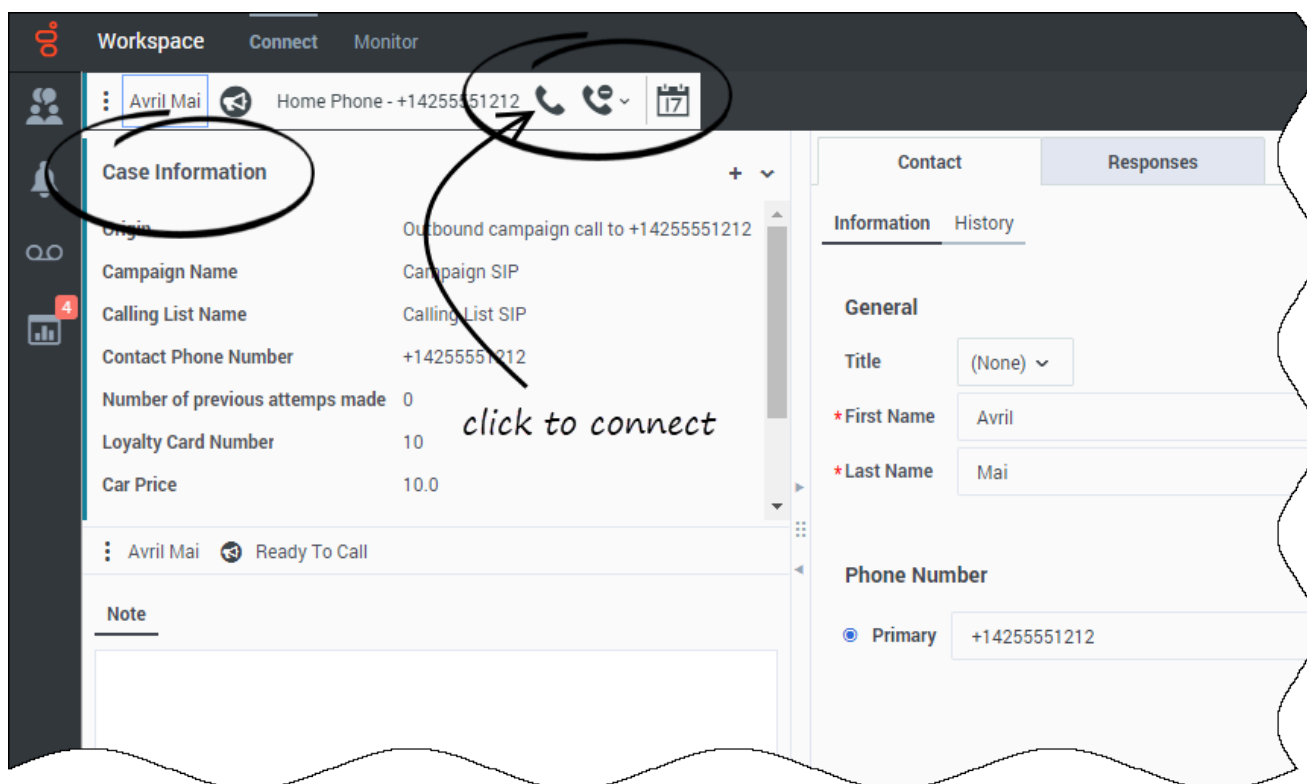 Workspace Connect Monitor
Avril Mai Home Phone - +14255551212 17
Case Information
Contact Responses
Origin Outbound campaign call to +14255551212
Information History
Campaign Name Campaign SIP
Calling List Name Calling List SIP
General
4
Contact Phone Number +14255551212
Title (None)
Number of previous attemps made 0
*First Name Avril
click to connect
Loyalty Card Number 10
*Last Name Mai
Car Price 10.0
Avril Mai Ready To Call
Phone Number
Note
Primary +14255551212